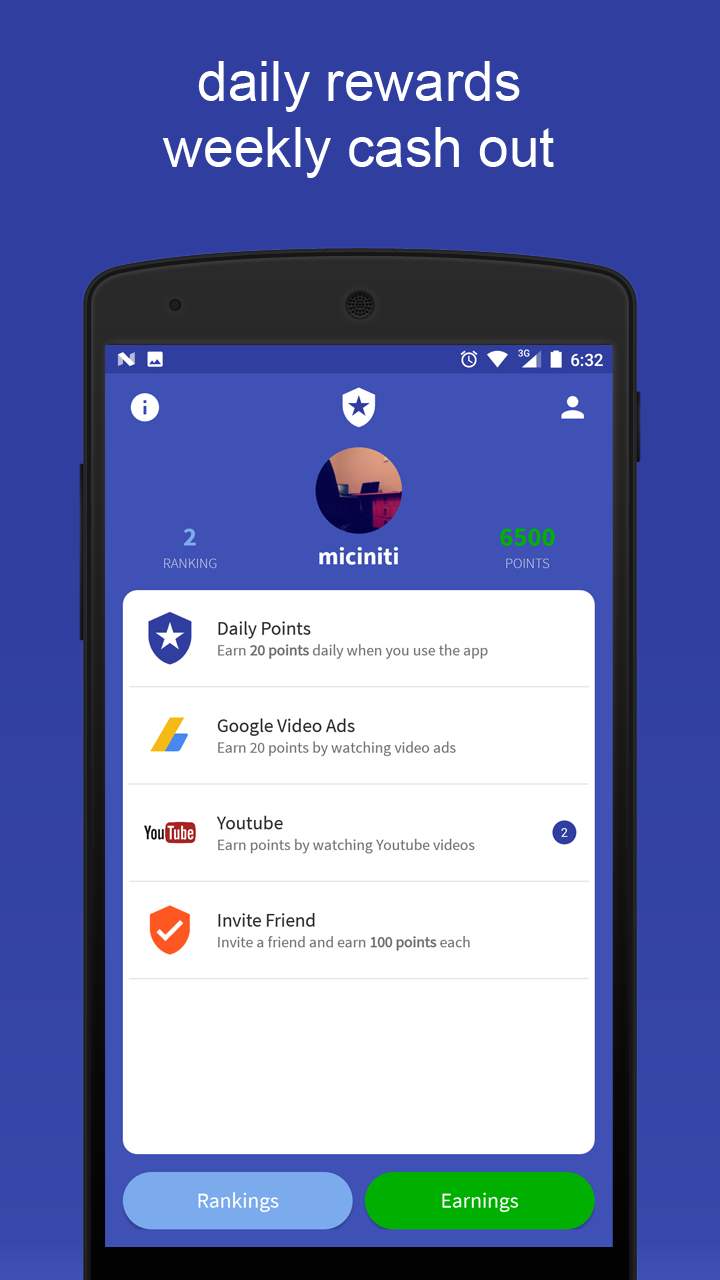 daily rewards
weekly cash out
3G 6:32
2
RANKING
miciniti
6500
POINTS
Daily Points
Earn 20 points daily when you use the app
Google Video Ads
Earn 20 points by watching video ads
YouTube
Youtube
Earn points by watching Youtube videos
2
Invite Friend
Invite a friend and earn 100 points each
Rankings
Earnings